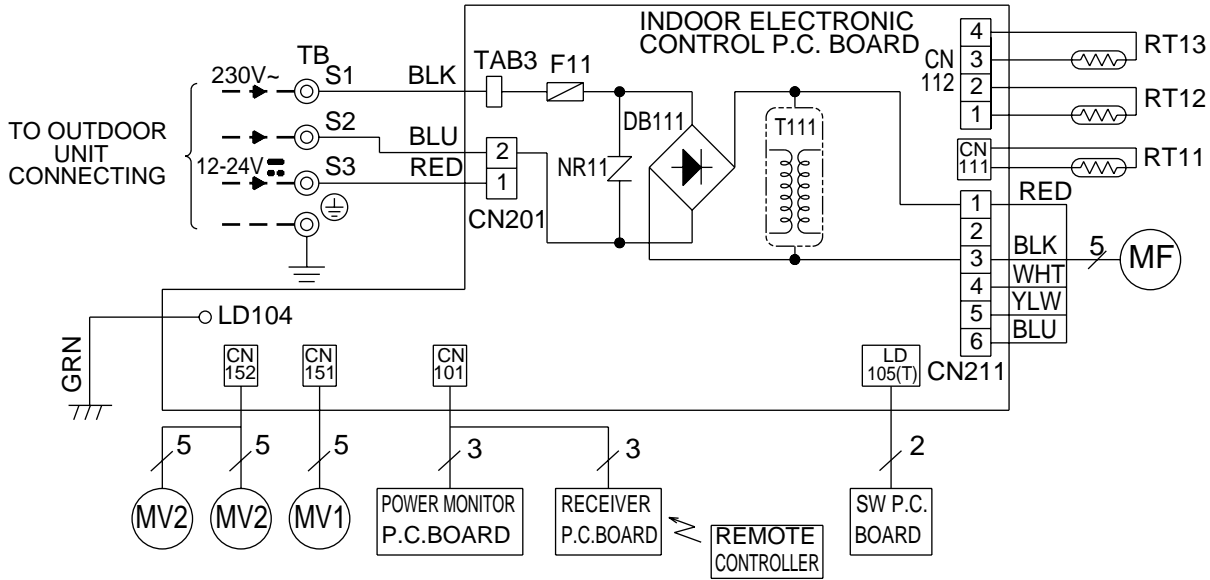 INDOOR ELECTRONIC
CONTROL P.C. BOARD
TB
230V~
S1
BLK
TAB3
F11
TO OUTDOOR
UNIT
CONNECTING
S2
BLU
12-24V
S3
RED
2
1
CN201
NR11
DB111
T111
CN
112
4
3
2
1
RT13
RT12
CN
111
RT11
1
2
3
4
5
6
RED
BLK
WHT
YLW
BLU
5
MF
CN211
LD104
GRN
CN
152
CN
151
CN
101
LD
105(T)
5
5
5
3
3
2
MV2
MV2
MV1
POWER MONITOR
P.C.BOARD
RECEIVER
P.C.BOARD
REMOTE
CONTROLLER
SW P.C.
BOARD